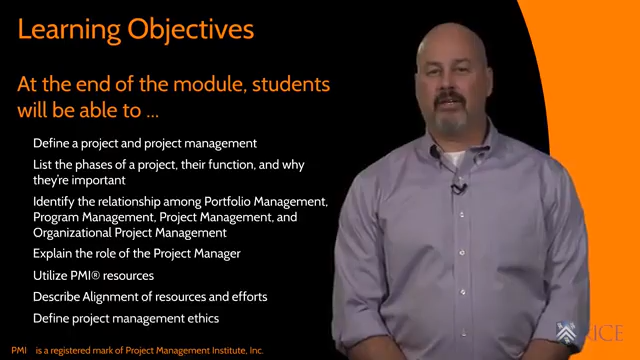 Learning Objectives
At the end of the module, students
will be able to ...
Define a project and project management
List the phases of a project, their function, and why
they're important
Identify the relationship among Portfolio Management,
Program Management, Project Management, and
Organizational Project Management
Explain the role of the Project Manager
Utilize PMI® resources
Describe Alignment of resources and efforts
Define project management ethics
RICE
PMI is a registered mark of Project Management Institute, Inc.